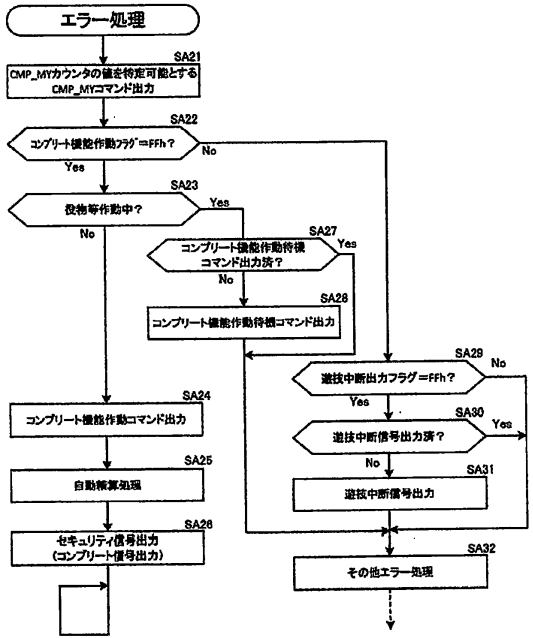 エラー処理
SA21
CMP_MYカウンタの値を特定可能とする
CMP_MYコマンド出力
SA22
コンプリート機能作動フラグ=FFh?
No
Yes
SA23
役物等作動中?
Yes
No
SA27
コンプリート機能作動待機
コマンド出力済?
Yes
No
SA28
コンプリート機能作動待機コマンド出力
SA29
遊技中断出力フラグ=FFh?
No
Yes
SA24
コンプリート機能作動コマンド出力
SA30
遊技中断信号出力済?
Yes
No
SA25
自動精算処理
SA31
遊技中断信号出力
SA26
セキュリティ信号出力
(コンプリート信号出力)
SA32
その他エラー処理